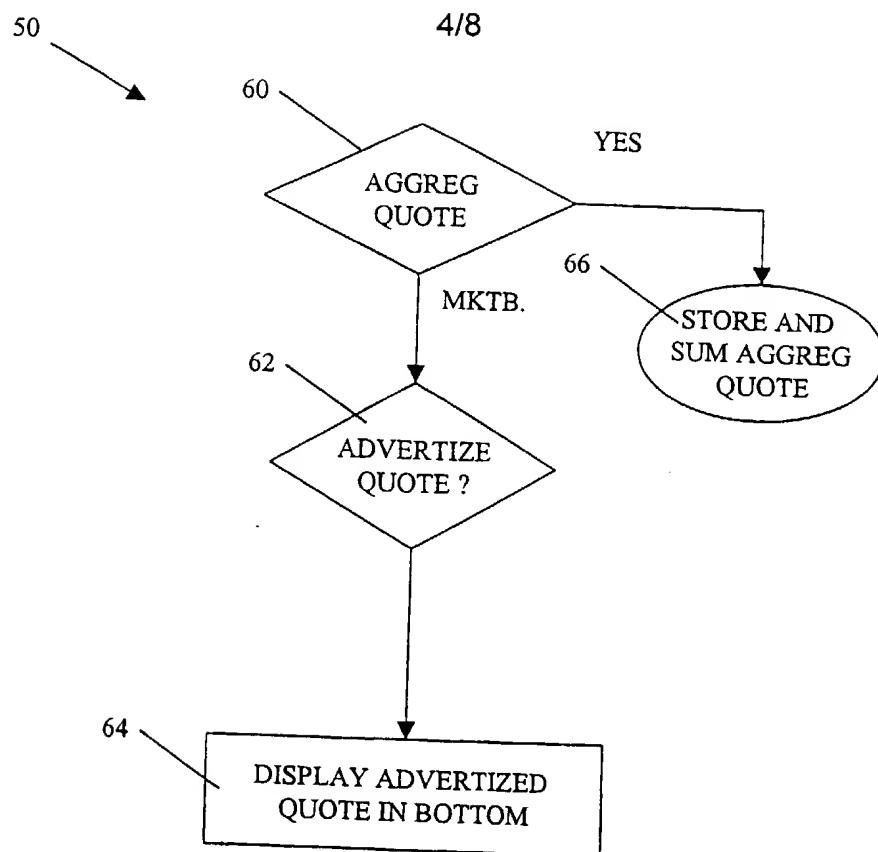 4/8
50
60
YES
AGGREG
QUOTE
66
MKTB.
STORE AND
SUM AGGREG
QUOTE
62
ADVERTIZE
QUOTE ?
64
DISPLAY ADVERTIZED
QUOTE IN BOTTOM